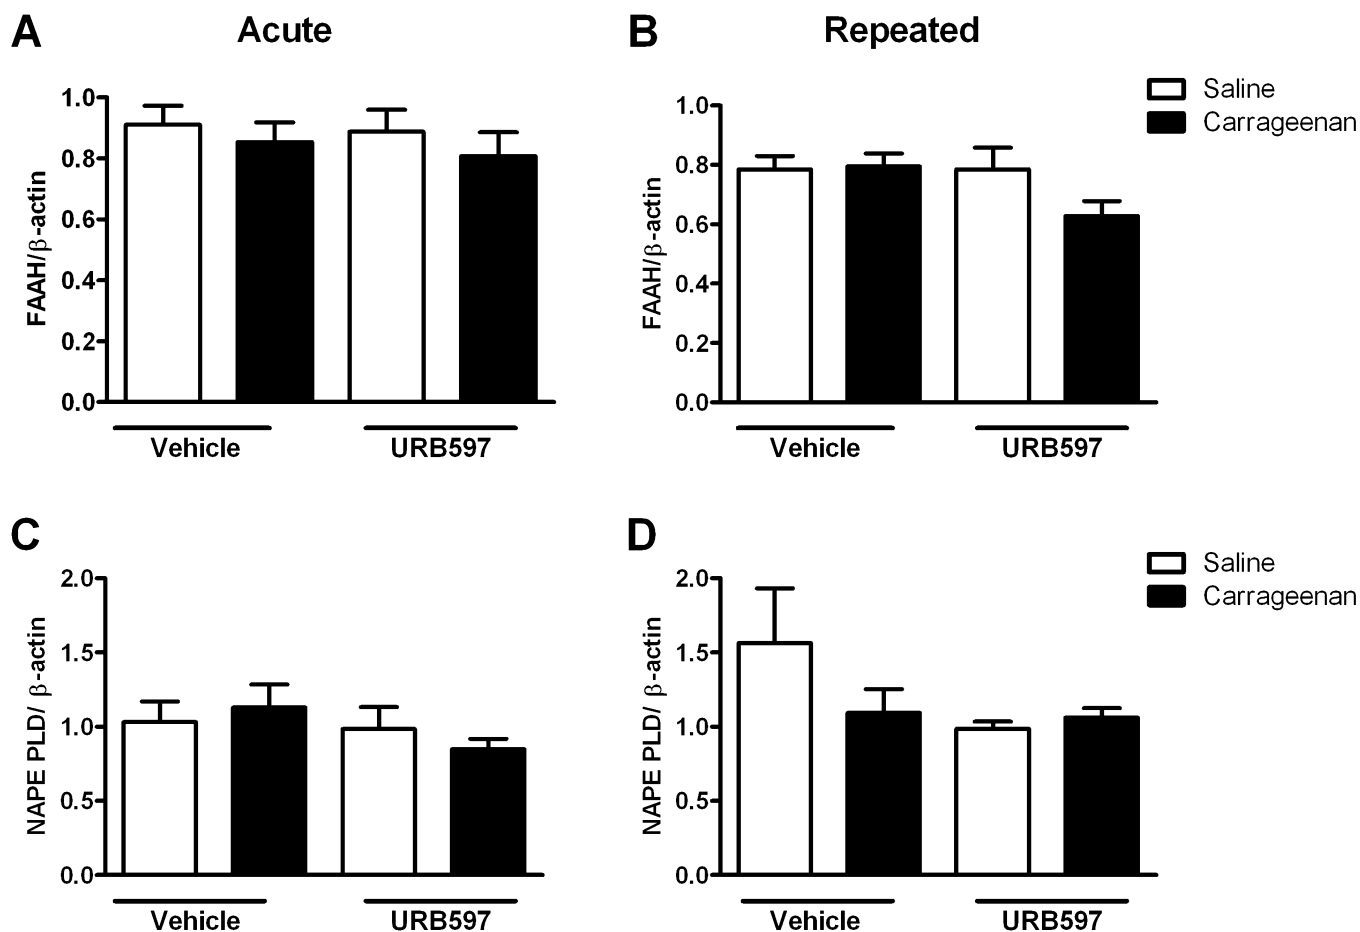 A
Acute
FAAH/β-actin
1.0
0.8
0.6
0.4
0.2
0.0
Vehicle
URB597
B
Repeated
Saline
Carrageenan
FAAH/β-actin
1.0
0.8
0.6
0.4
0.2
0.0
Vehicle
URB597
C
NAPE PLD/ β-actin
2.0
1.5
1.0
0.5
0.0
Vehicle
URB597
D
Saline
Carrageenan
NAPE PLD/ β-actin
2.0
1.5
1.0
0.5
0.0
Vehicle
URB597